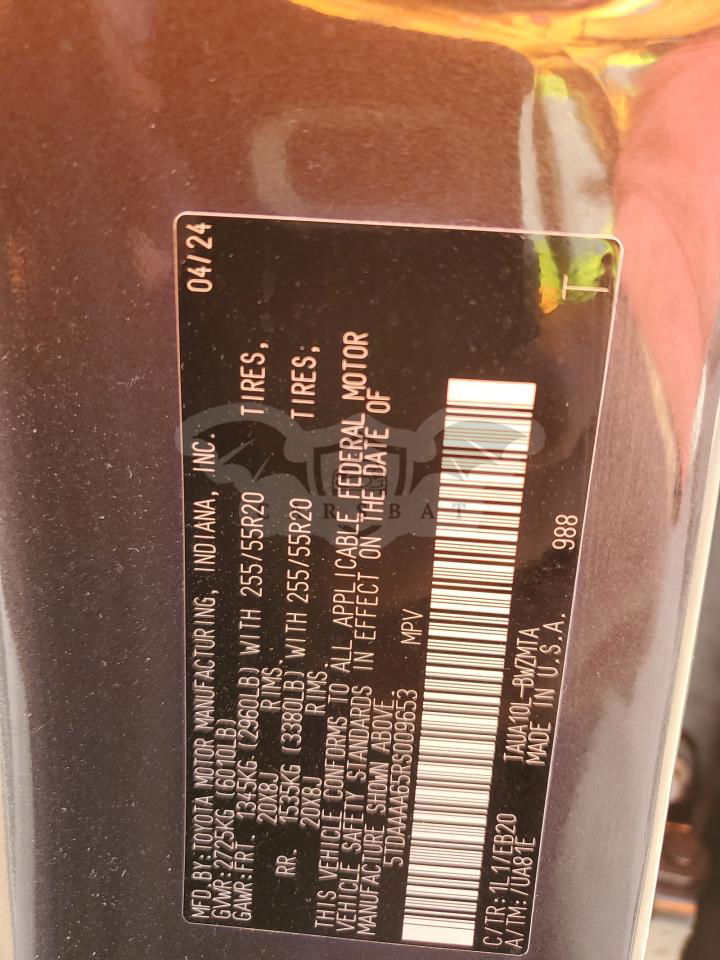 MFD BY:TOYOTA MOTOR MANUFACTURING, INDIANA, INC. 04/24
GVWR:2725KG (6010LB)
GAWR:FRT. 1345KG (2960LB) WITH 255/55R20 TIRES,
20X8J RIMS,
RR. 1535KG (3380LB) WITH 255/55R20 TIRES,
20X8J RIMS.
THIS VEHICLE CONFORMS TO ALL APPLICABLE FEDERAL MOTOR
VEHICLE SAFETY STANDARDS IN EFFECT ON THE DATE OF
MANUFACTURE SHOWN ABOVE.
5TDAAAA65RS009653 MPV
C/TR:1L1/EB20 TAUA10L-BWZMTA T
A/TM:/UA81E MADE IN U.S.A. 988
CARSBAT